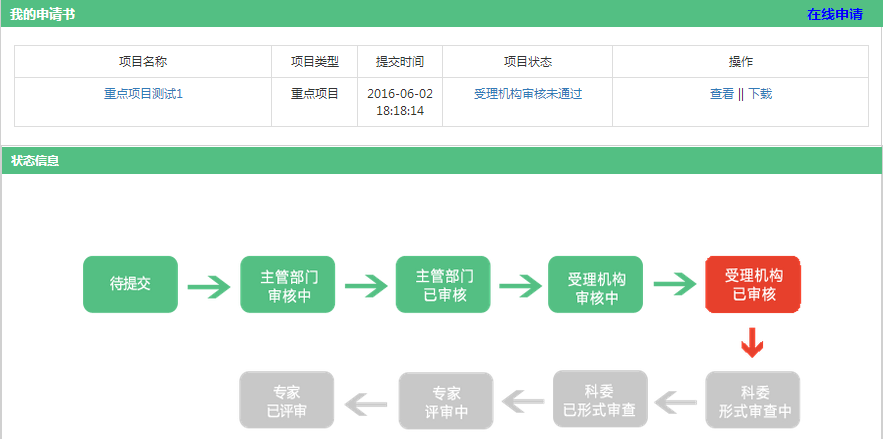 我的申请书 在线申请
项目名称 项目类型 提交时间 项目状态 操作
重点项目测试1 重点项目 2016-06-02 受理机构审核未通过 查看 || 下载
18:18:14
状态信息
待提交
主管部门
审核中
主管部门
已审核
受理机构
审核中
受理机构
已审核
科委
形式审查中
科委
已形式审查
专家
评审中
专家
已评审